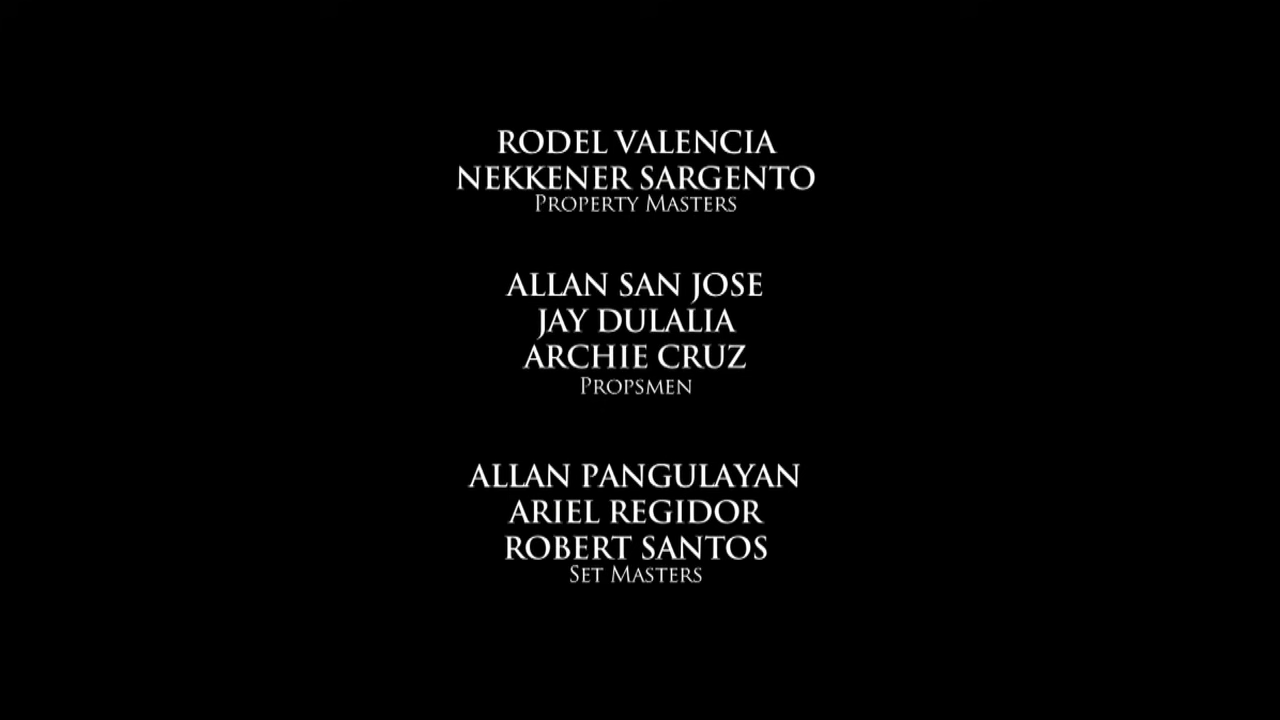 RODEL VALENCIA
NEKKENER SARGENTO
PROPERTY MASTERS
ALLAN SAN JOSE
JAY DULALIA
ARCHIE CRUZ
PROPSMEN
ALLAN PANGULAYAN
ARIEL REGIDOR
ROBERT SANTOS
SET MASTERS